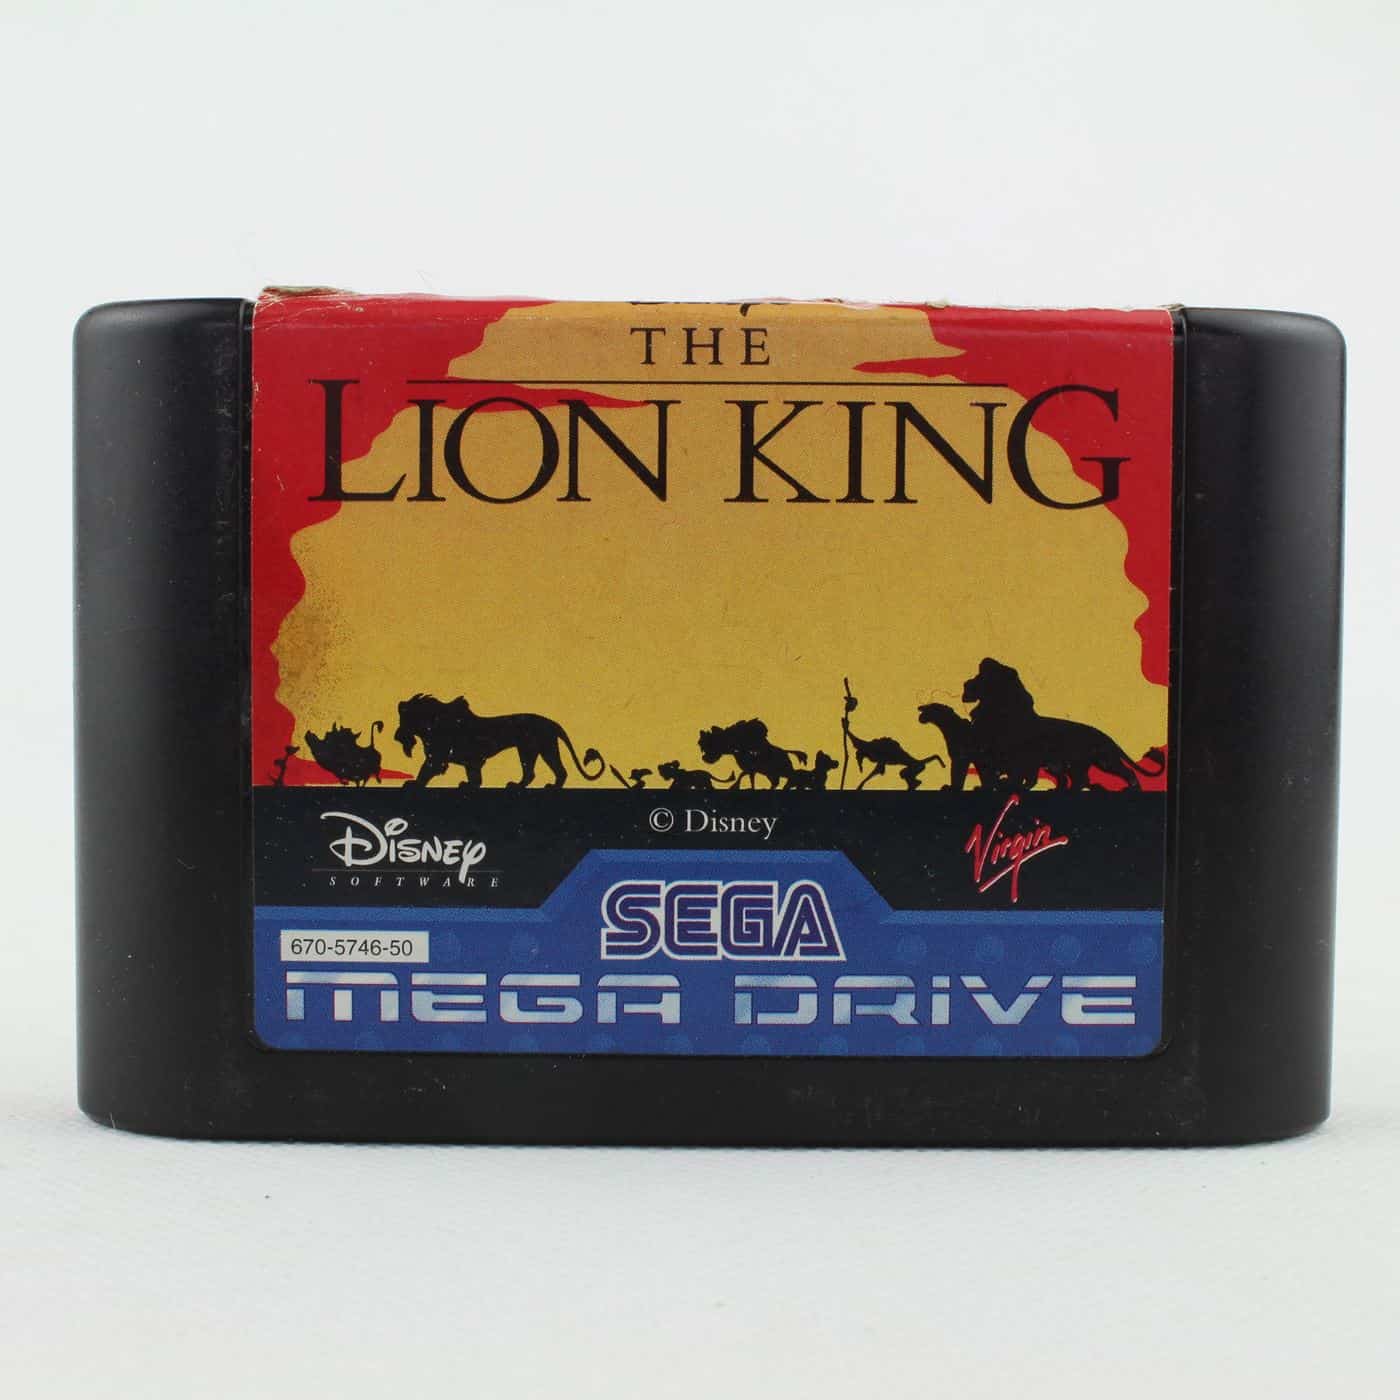 THE
LION KING
Disney
SOFTWARE
© Disney
Virgin
SEGA
670-5746-50
MEGA DRIVE